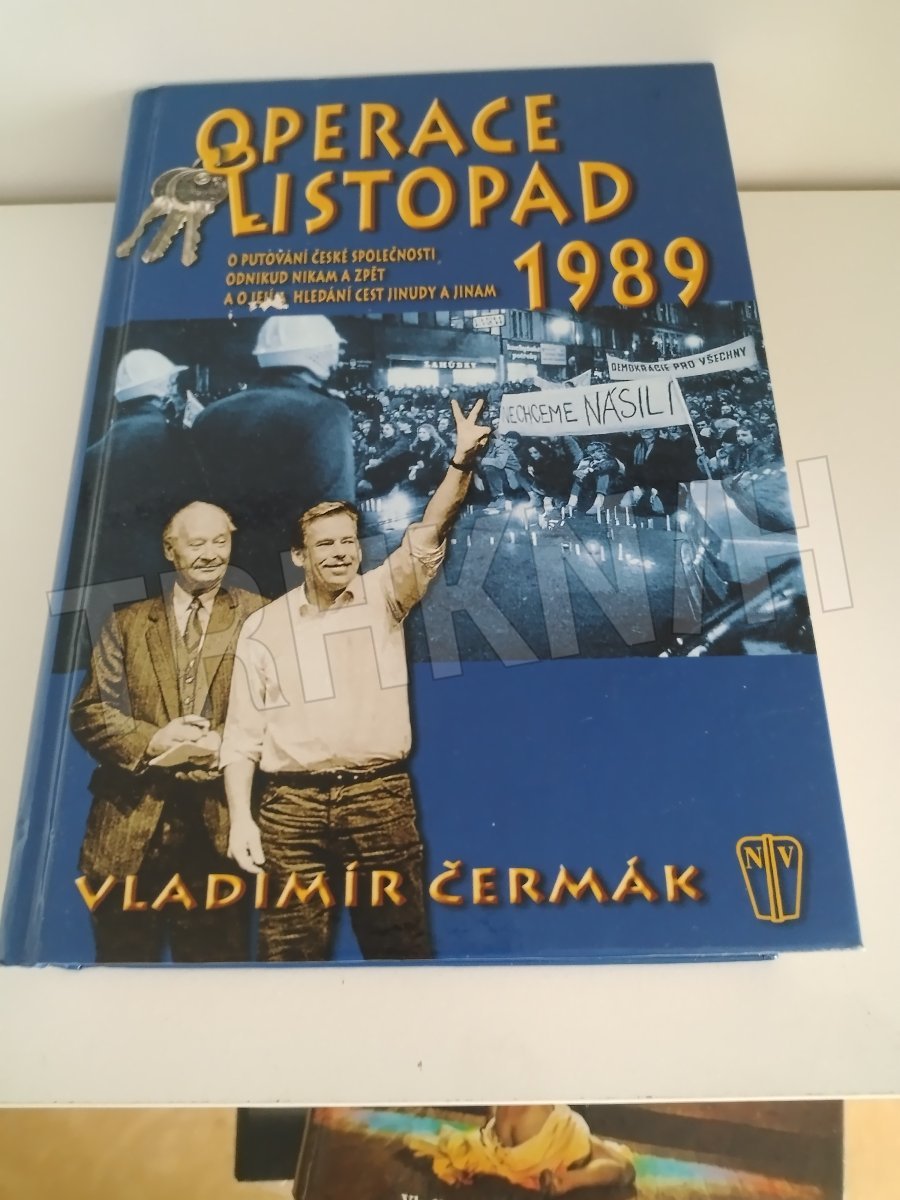 OPERACE
LISTOPAD
1989
O PUTOVÁNÍ ČESKÉ SPOLEČNOSTI
ODNIKUD NIKAM A ZPĚT
A O JEJÍM HLEDÁNÍ CEST JINUDY A JINAM
DEMOKRACIE PRO VŠECHNY
NECHCEME NÁSILÍ
TRHKNIH
VLADIMÍR ČERMÁK
N V